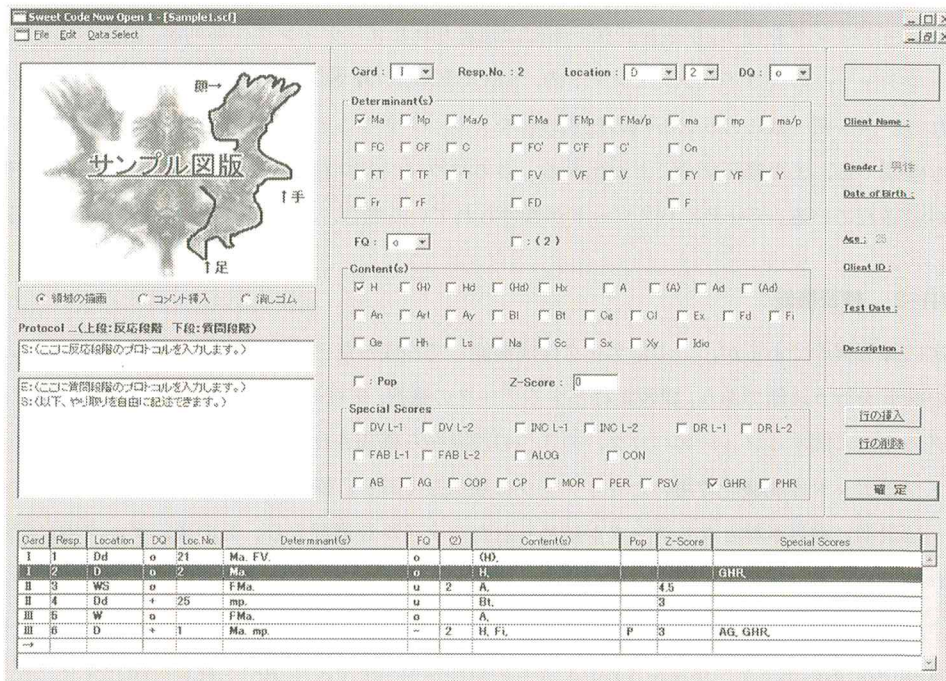 Sweet Code Now Open 1 - [Sample1.scf]
File Edit Data Select
顔→
サンプル図版
↑手
↑足
領域の描画 コメント挿入 消しゴム
Protocol ...(上段:反応段階 下段:質問段階)
S:(ここに反応段階のプロトコルを入力します。)
E:(ここに質問段階のプロトコルを入力します。)
S:(以下、やり取りを自由に記述できます。)
Card : I Resp.No. : 2 Location : D 2 DQ : o
Determinant(s)
Ma Mp Ma/p FMa FMp FMa/p ma mp ma/p
FC CF C FC' C'F C' Cn
FT TF T FV VF V FY YF Y
Fr rF FD F
FQ : o : (2)
Content(s)
H (H) Hd (Hd) Hx A (A) Ad (Ad)
An Art Ay Bl Bt Cg Cl Ex Fd Fi
Ge Hh Ls Na Sc Sx Xy Idio
: Pop Z-Score : 0
Special Scores
DV L-1 DV L-2 INC L-1 INC L-2 DR L-1 DR L-2
FAB L-1 FAB L-2 ALOG CON
AB AG COP CP MOR PER PSV GHR PHR
Client Name :
Gender : 男性
Date of Birth :
Age :
Client ID :
Test Date :
Description :
行の挿入
行の削除
確 定
Card Resp. Location DQ Loc.No. Determinant(s) FQ (2) Content(s) Pop Z-Score Special Scores
I 1 Dd o 21 Ma. FV. o (H),
I 2 D o 2 Ma. o H, GHR,
II 3 WS o FMa. u 2 A, 4.5
II 4 Dd + 25 mp. u Bt, 3
III 5 W o FMa. o A,
III 6 D + 1 Ma. mp. ~ 2 H, Fi, P 3 AG, GHR,
→